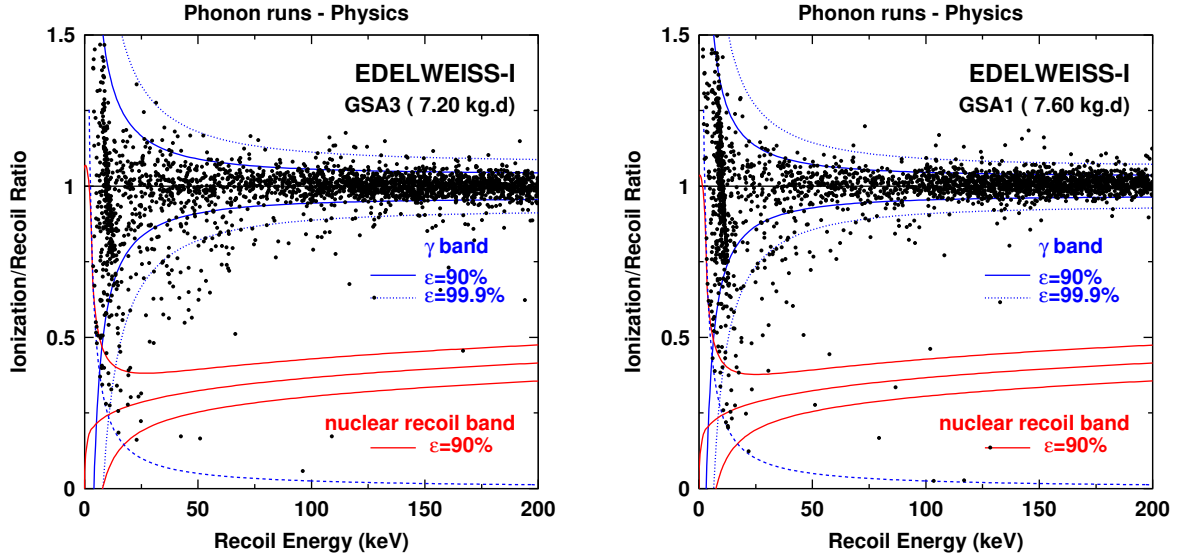 Phonon runs - Physics
EDELWEISS-I
GSA3 ( 7.20 kg.d)
γ band
ε=90%
ε=99.9%
nuclear recoil band
ε=90%
Ionization/Recoil Ratio
1.5
1
0.5
0
0 50 100 150 200
Recoil Energy (keV)
Phonon runs - Physics
EDELWEISS-I
GSA1 ( 7.60 kg.d)
γ band
ε=90%
ε=99.9%
nuclear recoil band
ε=90%
Ionization/Recoil Ratio
1.5
1
0.5
0
0 50 100 150 200
Recoil Energy (keV)